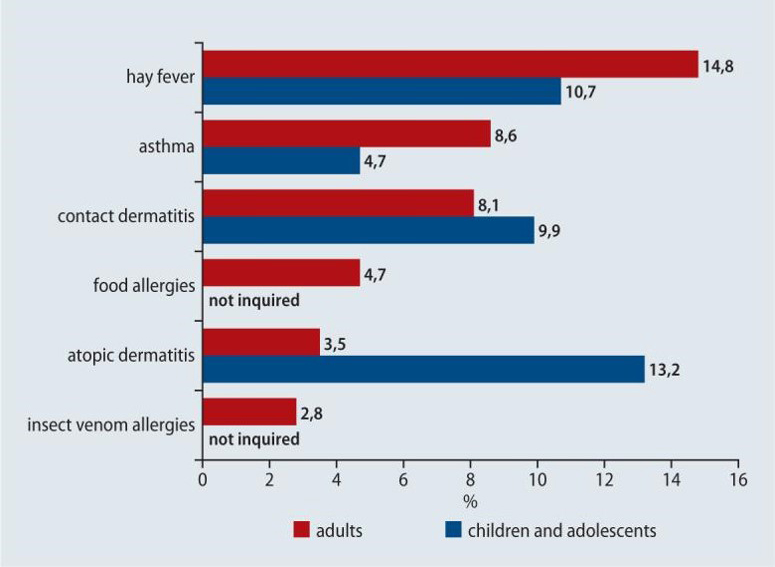 hay fever
14,8
10,7
asthma
8,6
4,7
contact dermatitis
8,1
9,9
food allergies
4,7
not inquired
atopic dermatitis
3,5
13,2
insect venom allergies
2,8
not inquired
0 2 4 6 8 10 12 14 16
%
adults
children and adolescents